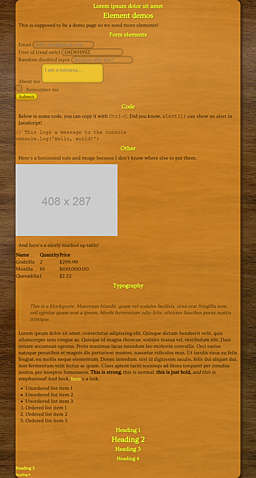 Lorem ipsum dolor sit amet
Element demos
This is supposed to be a demo page so we need more elements!
Form elements
Email
User id (read only)
Random disabled input
I am a textarea...
About me
Remember me
Submit
Code
Below is some code, you can copy it with Ctrl-C. Did you know, alert(1) can show an alert in
JavaScript!
// This logs a message to the console
console.log("Hello, world!");
Other
Here's a horizontal rule and image because I don't know where else to put them.
408 x 287
And here's a nicely marked up table!
Name Quantity Price
Godzilla 2 $299.99
Mozilla 10 $100,000.00
Quesadilla 1 $2.22
Typography
This is a blockquote. Maecenas blandit, quam vel sodales facilisis, urna erat fringilla sem,
sed egestas quam erat a ipsum. Morbi fermentum odio felis, ultricies faucibus purus mattis
tristique.
Lorem ipsum dolor sit amet, consectetur adipiscing elit. Quisque dictum hendrerit velit, quis
ullamcorper sem congue ac. Quisque id magna rhoncus, sodales massa vel, vestibulum elit. Duis
ornare accumsan egestas. Proin maximus lacus interdum leo molestie convallis. Orci varius
natoque penatibus et magnis dis parturient montes, nascetur ridiculus mus. Ut iaculis risus eu felis
feugiat, eu mollis neque elementum. Donec interdum, nisl id dignissim iaculis, felis dui aliquet dui,
non fermentum velit lectus ac quam. Class aptent taciti sociosqu ad litora torquent per conubia
nostra, per inceptos himenaeos. This is strong, this is normal, this is just bold, and this is
emphasized! And heck, here is a link.
Unordered list item 1
Unordered list item 2
Unordered list item 3
1. Ordered list item 1
2. Ordered list item 2
3. Ordered list item 3
Heading 1
Heading 2
Heading 3
Heading 4
Heading 5